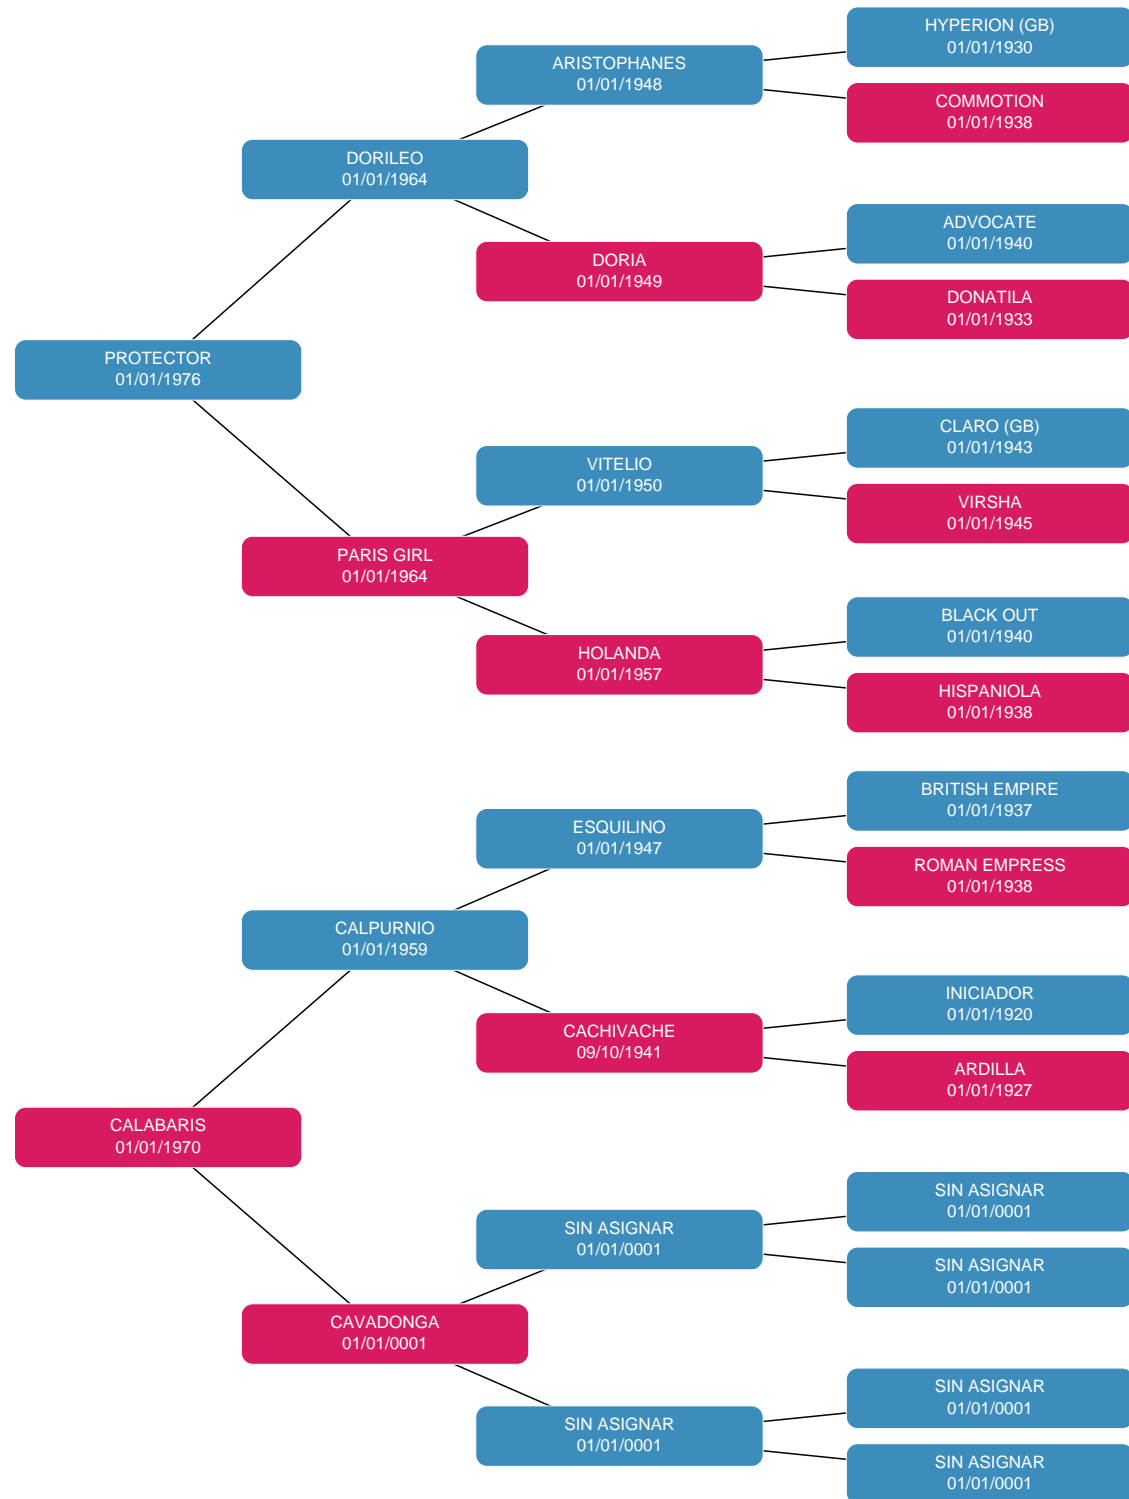 HYPERION (GB)
01/01/1930
ARISTOPHANES
01/01/1948
COMMOTION
01/01/1938
DORILEO
01/01/1964
ADVOCATE
01/01/1940
DORIA
01/01/1949
DONATILA
01/01/1933
PROTECTOR
01/01/1976
CLARO (GB)
01/01/1943
VITELIO
01/01/1950
VIRSHA
01/01/1945
PARIS GIRL
01/01/1964
BLACK OUT
01/01/1940
HOLANDA
01/01/1957
HISPANIOLA
01/01/1938
BRITISH EMPIRE
01/01/1937
ESQUILINO
01/01/1947
ROMAN EMPRESS
01/01/1938
CALPURNIO
01/01/1959
INICIADOR
01/01/1920
CACHIVACHE
09/10/1941
ARDILLA
01/01/1927
CALABARIS
01/01/1970
SIN ASIGNAR
01/01/0001
SIN ASIGNAR
01/01/0001
SIN ASIGNAR
01/01/0001
CAVADONGA
01/01/0001
SIN ASIGNAR
01/01/0001
SIN ASIGNAR
01/01/0001
SIN ASIGNAR
01/01/0001